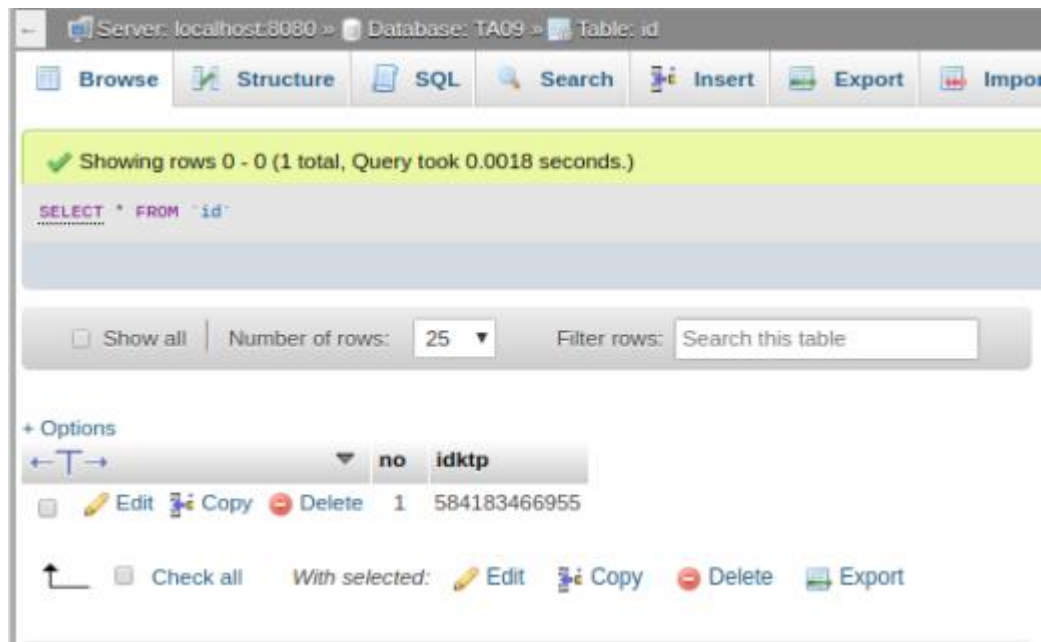 Server: localhost:8080 » Database: TA09 » Table: id
Browse Structure SQL Search Insert Export Impor
Showing rows 0 - 0 (1 total, Query took 0.0018 seconds.)
SELECT * FROM `id`
Show all Number of rows: 25 Filter rows: Search this table
+ Options
←T→ no idktp
Edit Copy Delete 1 584183466955
Check all With selected: Edit Copy Delete Export